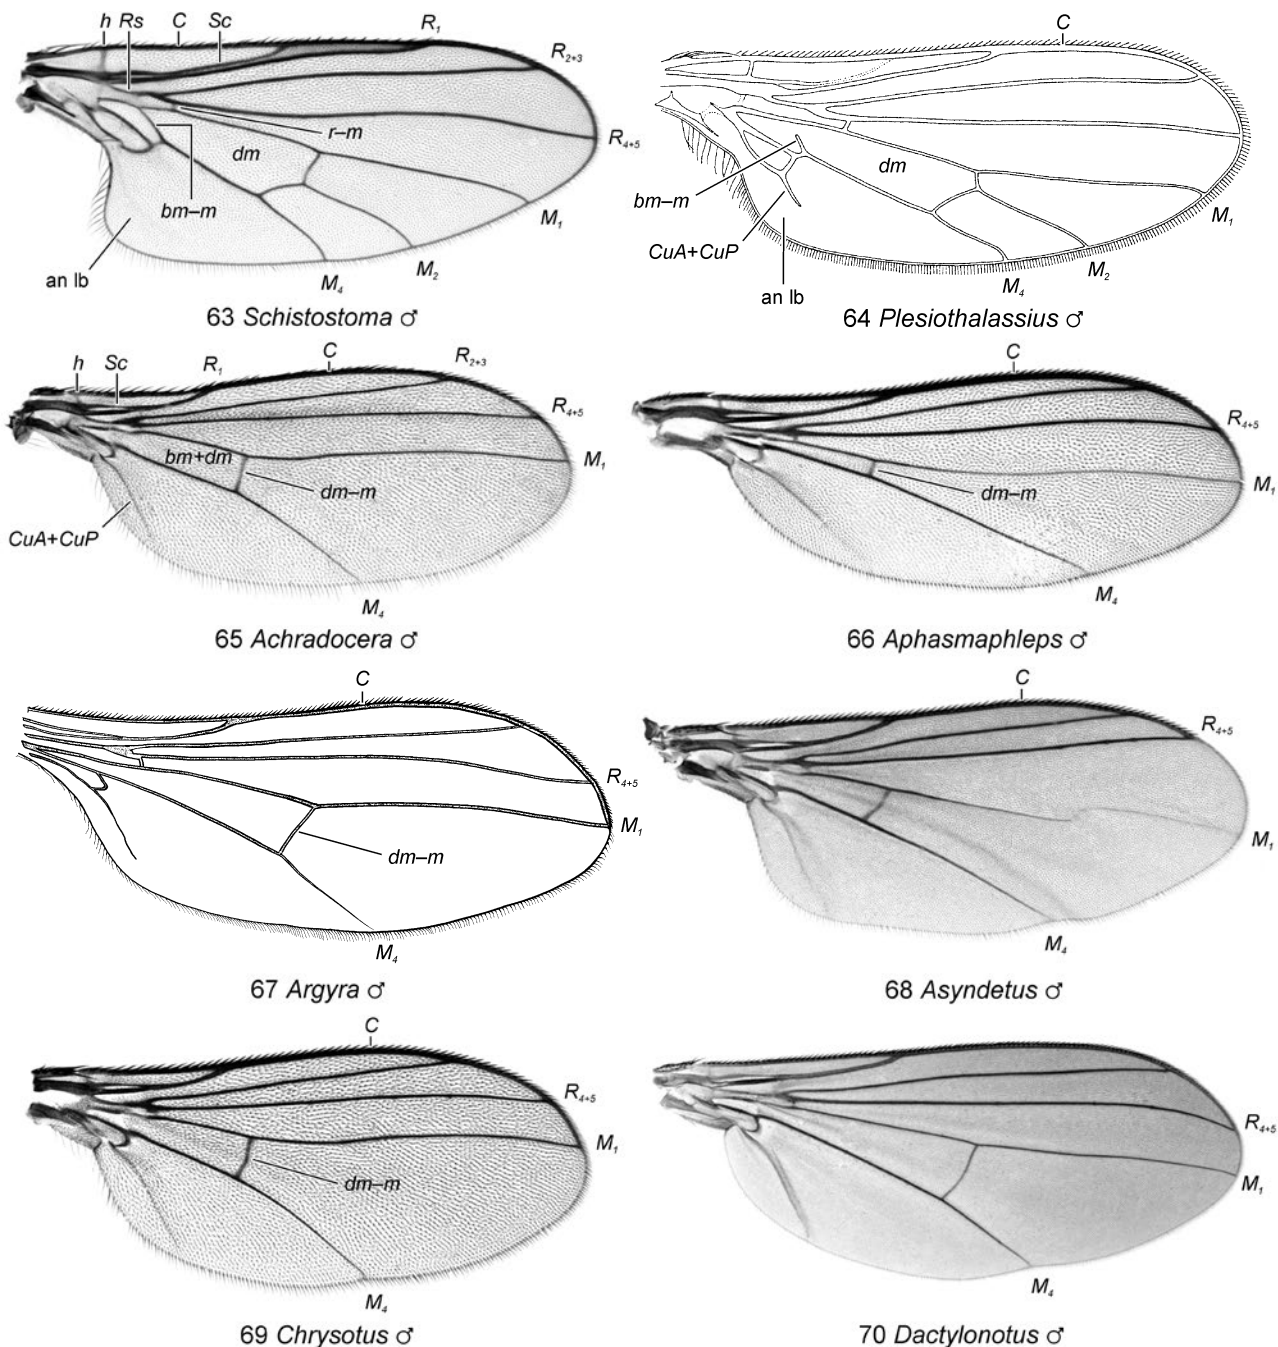 h Rs C Sc R₁
R₂₊₃
r–m
R₄₊₅
dm
bm–m
M₁
an lb
M₂
M₄
63 Schistostoma ♂
C
dm
bm–m
M₁
CuA+CuP
M₂
an lb
M₄
64 Plesiothalassius ♂
h Sc R₁ C R₂₊₃
R₄₊₅
bm+dm
M₁
dm–m
CuA+CuP
M₄
65 Achradocera ♂
C
R₄₊₅
M₁
dm–m
M₄
66 Aphasmaphleps ♂
C
R₄₊₅
M₁
dm–m
M₄
67 Argyra ♂
C
R₄₊₅
M₁
M₄
68 Asyndetus ♂
C
R₄₊₅
M₁
dm–m
M₄
69 Chrysotus ♂
R₄₊₅
M₁
M₄
70 Dactylonotus ♂